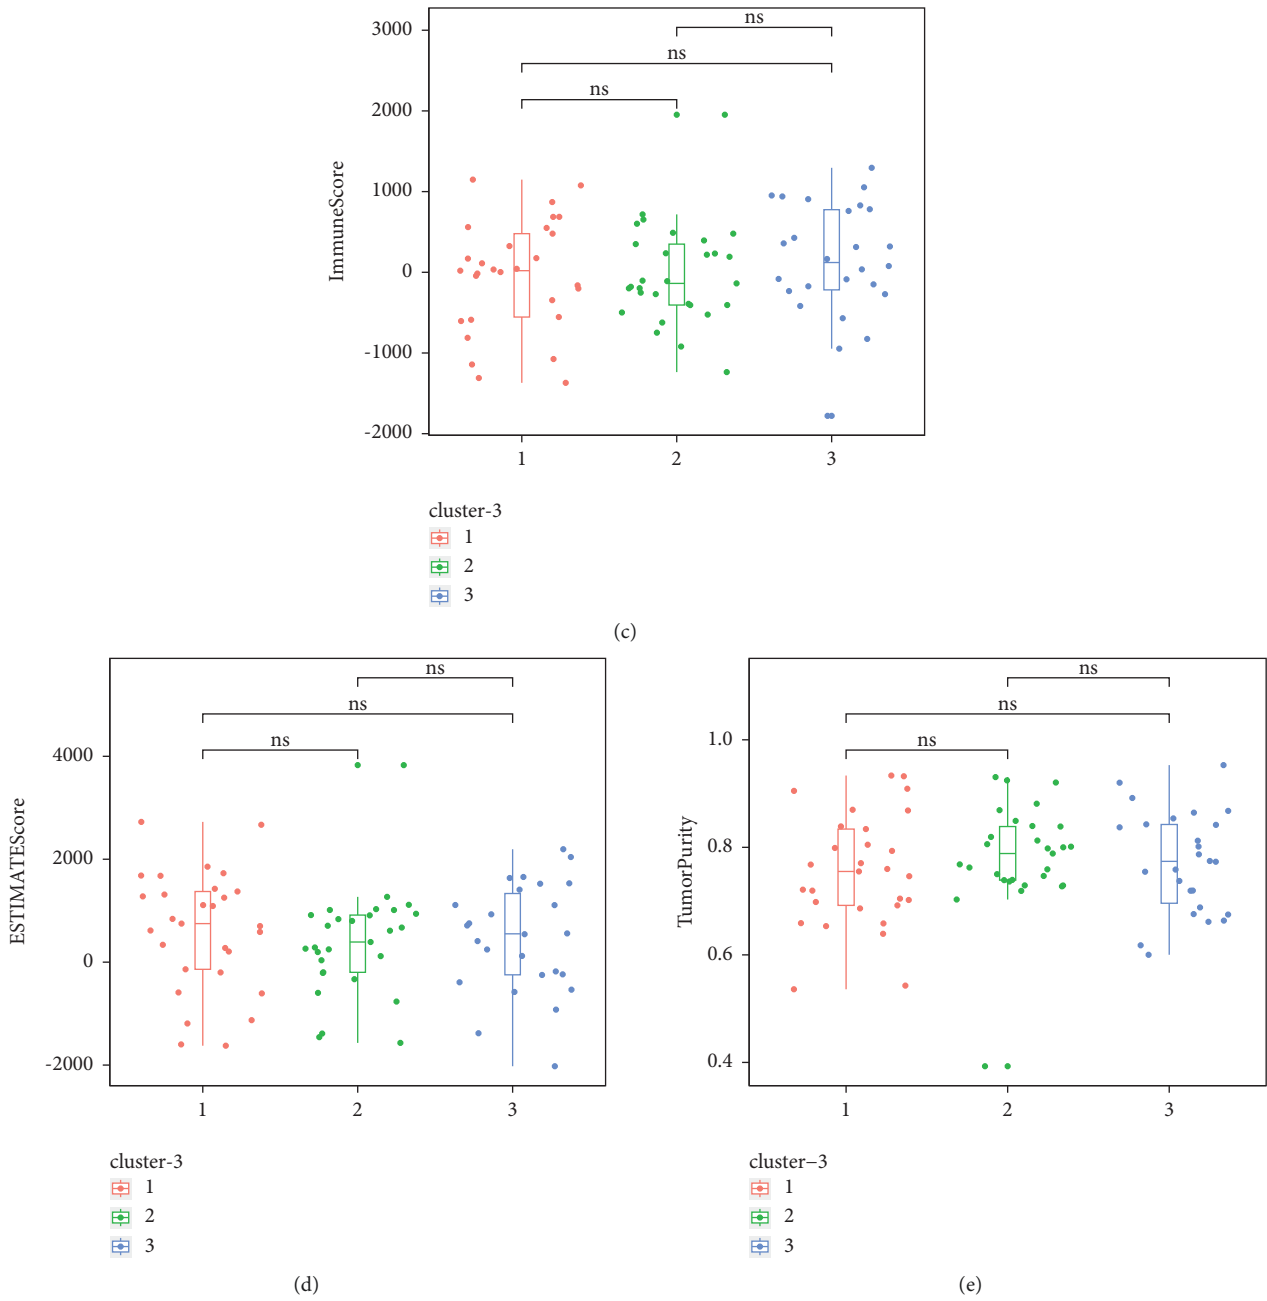 ns
3000
ns
ns
2000
1000
ImmuneScore
0
-1000
-2000
1 2 3
cluster-3
1
2
3
(c)
ns
ns
ns
4000
2000
ESTIMATEScore
0
-2000
1 2 3
cluster-3
1
2
3
(d)
ns
ns
1.0
ns
0.8
TumorPurity
0.6
0.4
1 2 3
cluster−3
1
2
3
(e)